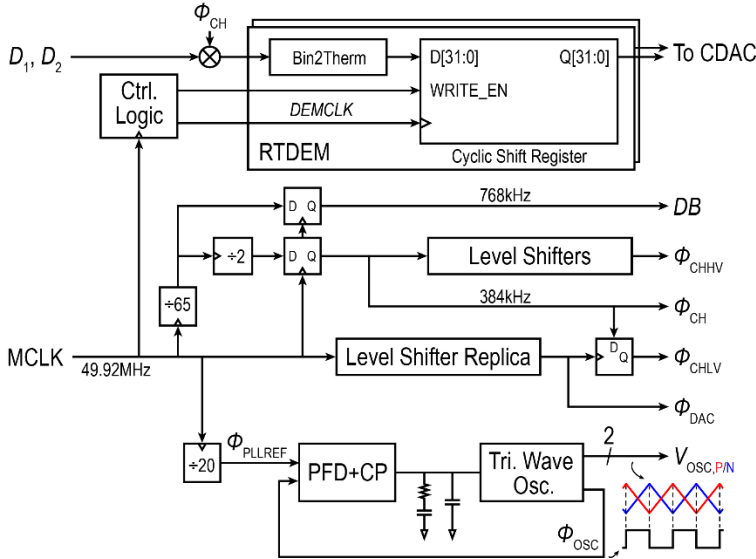 Φ_CH
D₁, D₂
Bin2Therm
D[31:0]
Q[31:0]
To CDAC
Ctrl.
Logic
WRITE_EN
DEMCLK
RTDEM
Cyclic Shift Register
D Q
768kHz
DB
÷2
D Q
Level Shifters
Φ_CHHV
÷65
384kHz
Φ_CH
MCLK
49.92MHz
Level Shifter Replica
D
Q
Φ_CHLV
Φ_DAC
÷20
Φ_PLLREF
PFD+CP
Tri. Wave
Osc.
2
V_OSC,P/N
Φ_OSC